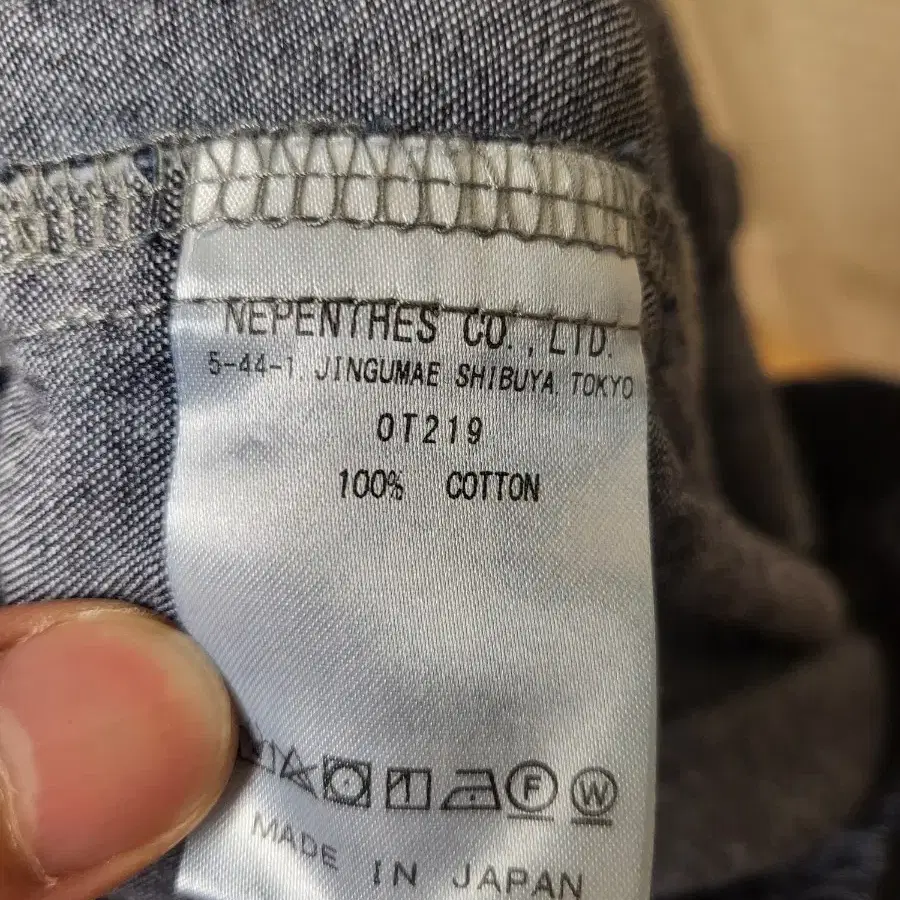 NEPENTHES CO., LTD.
5-44-1. JINGUMAE SHIBUYA. TOKYO
OT219
100% COTTON
F W
MADE IN JAPAN